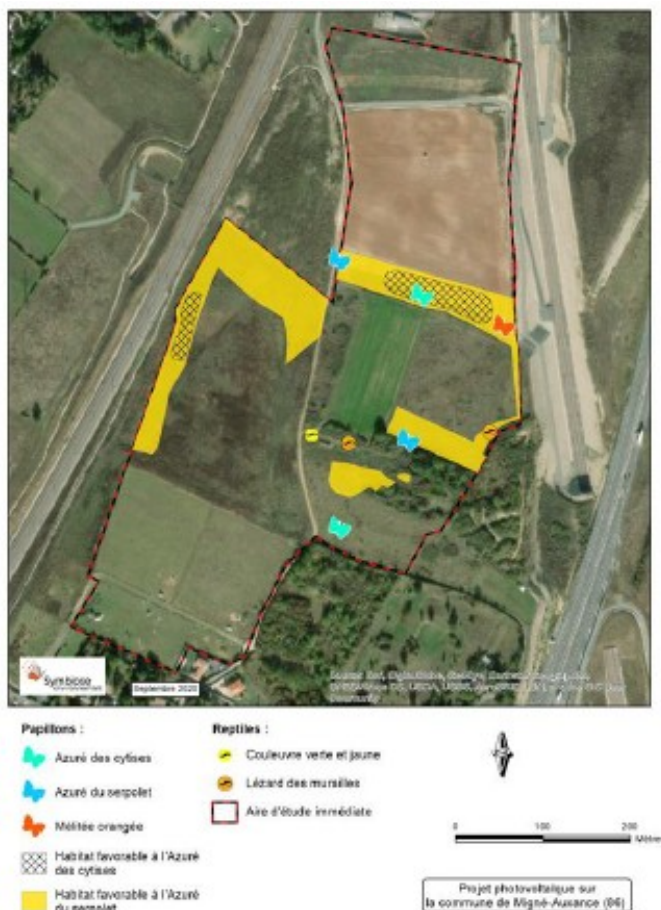 Symbiose
Septembre 2020
Papillons :
Azuré des cytises
Azuré du serpolet
Mélitée orangée
Habitat favorable à l'Azuré
des cytises
Habitat favorable à l'Azuré
du serpolet
Reptiles :
Couleuvre verte et jaune
Lézard des murailles
Aire d'étude immédiate
0 100 200
Mètres
Projet photovoltaïque sur
la commune de Migné-Auxance (86)